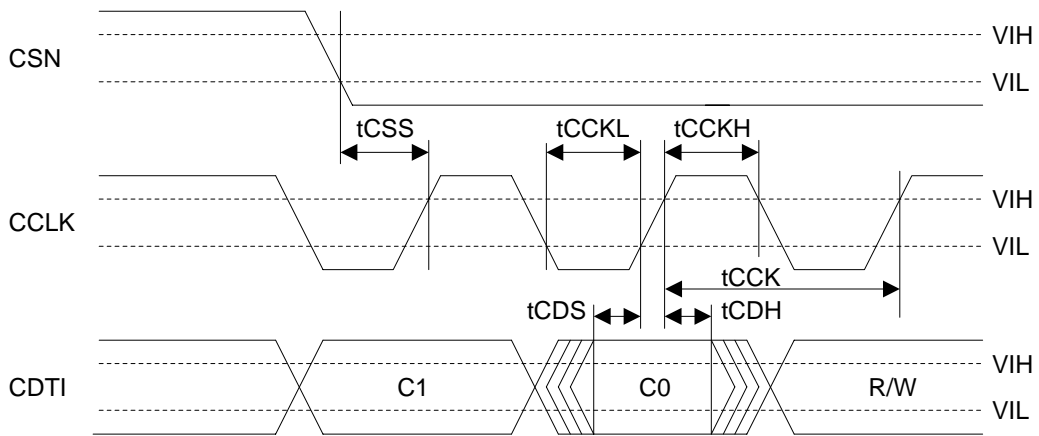 VIH
CSN
VIL
tCSS tCCKL tCCKH
VIH
CCLK
VIL
tCCK
tCDS tCDH
VIH
CDTI C1 C0 R/W
VIL